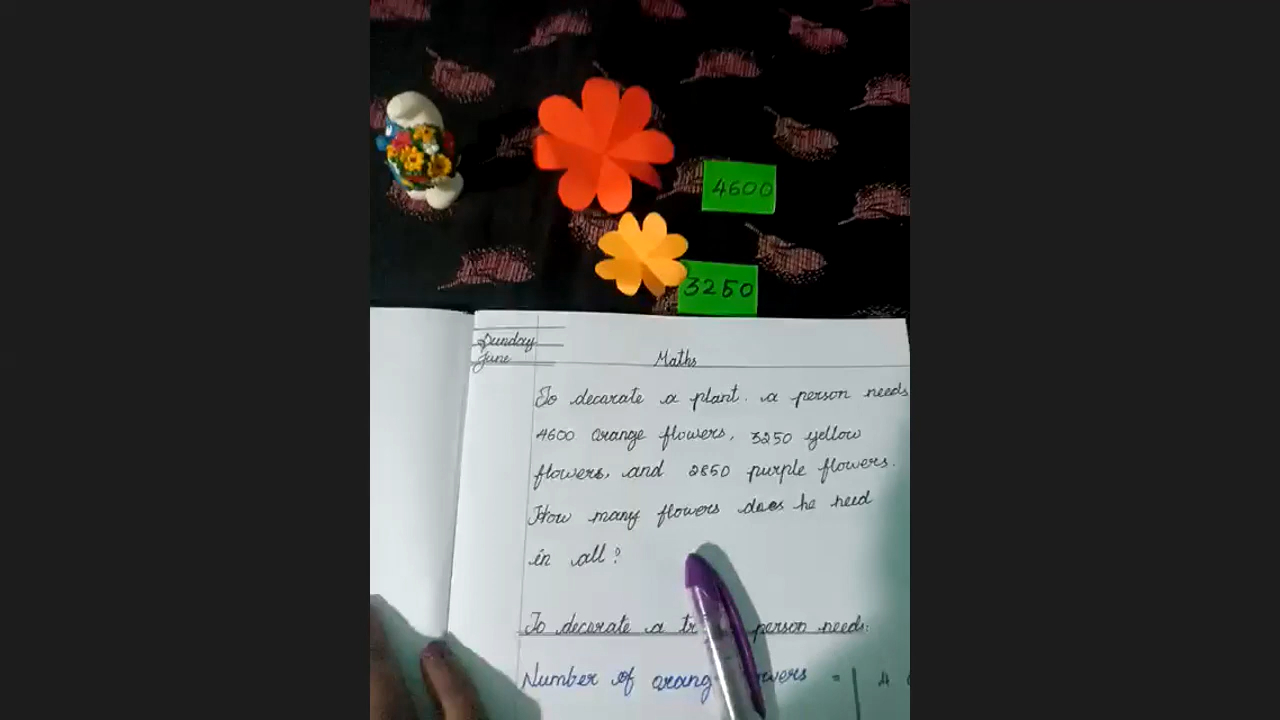 4600
3250
Sunday
June
Maths
To decorate a plant. a person needs
4600 orange flowers, 3250 yellow
flowers, and 2850 purple flowers.
How many flowers does he need
in all?
To decorate a person needs:
Number of = 4